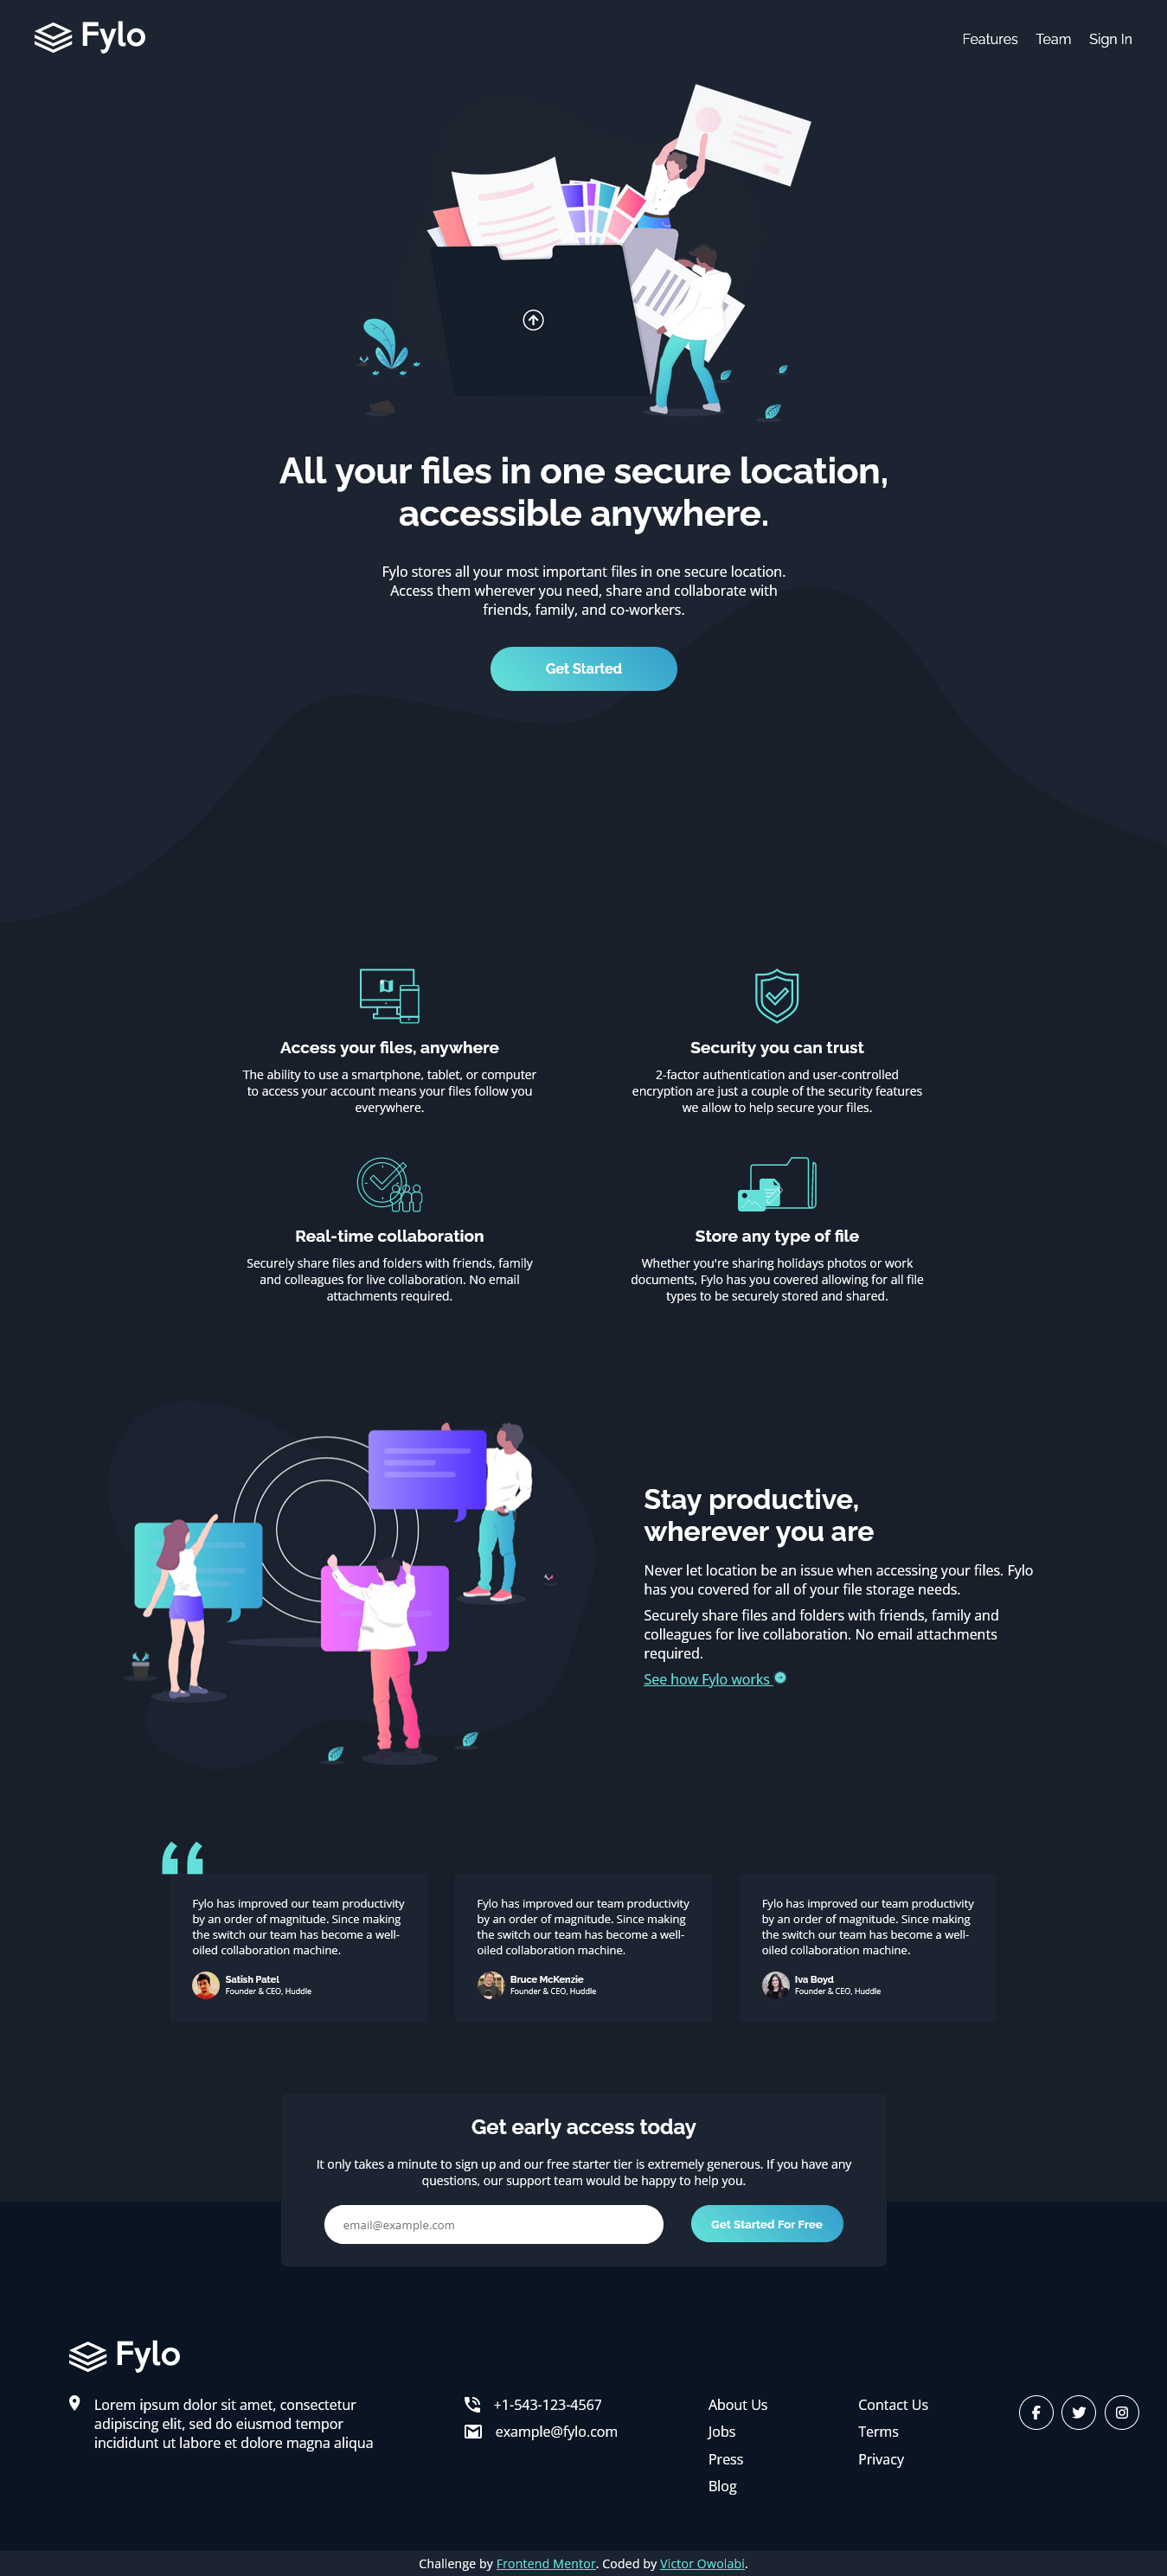 Fylo
Features Team Sign In
All your files in one secure location,
accessible anywhere.
Fylo stores all your most important files in one secure location.
Access them wherever you need, share and collaborate with
friends, family, and co-workers.
Get Started
Access your files, anywhere
The ability to use a smartphone, tablet, or computer
to access your account means your files follow you
everywhere.
Security you can trust
2-factor authentication and user-controlled
encryption are just a couple of the security features
we allow to help secure your files.
Real-time collaboration
Securely share files and folders with friends, family
and colleagues for live collaboration. No email
attachments required.
Store any type of file
Whether you're sharing holidays photos or work
documents, Fylo has you covered allowing for all file
types to be securely stored and shared.
Stay productive,
wherever you are
Never let location be an issue when accessing your files. Fylo
has you covered for all of your file storage needs.
Securely share files and folders with friends, family and
colleagues for live collaboration. No email attachments
required.
See how Fylo works
Fylo has improved our team productivity
by an order of magnitude. Since making
the switch our team has become a well-
oiled collaboration machine.
Satish Patel
Founder & CEO, Huddle
Fylo has improved our team productivity
by an order of magnitude. Since making
the switch our team has become a well-
oiled collaboration machine.
Bruce McKenzie
Founder & CEO, Huddle
Fylo has improved our team productivity
by an order of magnitude. Since making
the switch our team has become a well-
oiled collaboration machine.
Iva Boyd
Founder & CEO, Huddle
Get early access today
It only takes a minute to sign up and our free starter tier is extremely generous. If you have any
questions, our support team would be happy to help you.
email@example.com
Get Started For Free
Fylo
Lorem ipsum dolor sit amet, consectetur
adipiscing elit, sed do eiusmod tempor
incididunt ut labore et dolore magna aliqua
+1-543-123-4567
example@fylo.com
About Us
Jobs
Press
Blog
Contact Us
Terms
Privacy
Challenge by Frontend Mentor. Coded by Victor Owolabi.